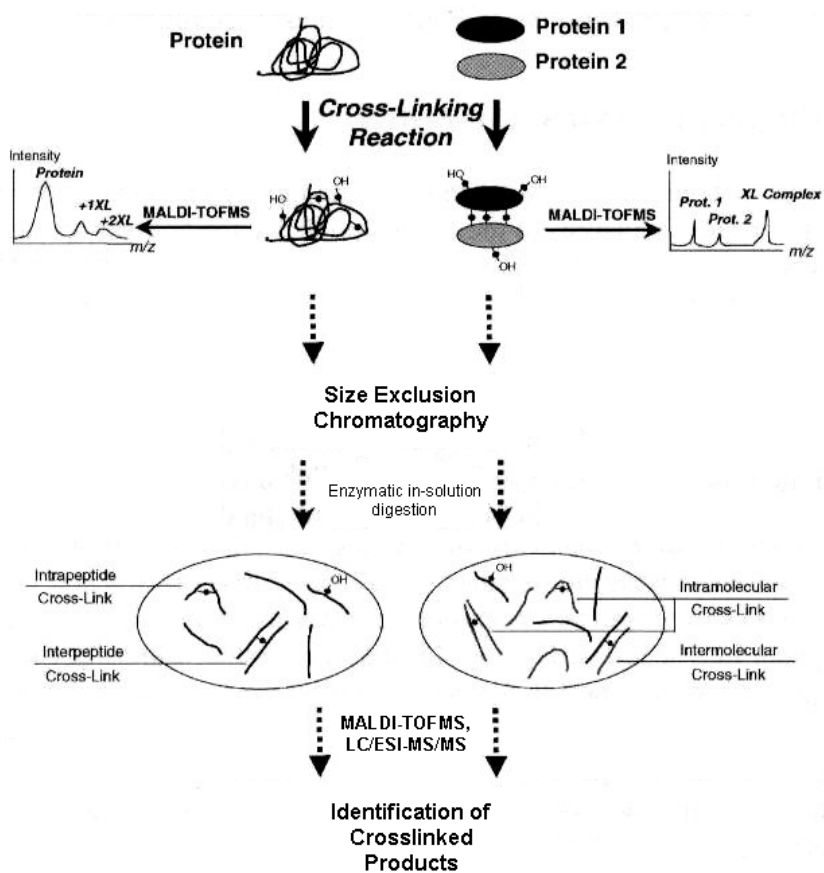 Protein
Protein 1
Protein 2
Cross-Linking
Reaction
Intensity
Protein
+1XL
+2XL
m/z
MALDI-TOFMS
HO
OH
HO
OH
OH
MALDI-TOFMS
Intensity
Prot. 1
Prot. 2
XL Complex
m/z
Size Exclusion
Chromatography
Enzymatic in-solution
digestion
Intrapeptide
Cross-Link
Interpeptide
Cross-Link
OH
OH
Intramolecular
Cross-Link
Intermolecular
Cross-Link
MALDI-TOFMS,
LC/ESI-MS/MS
Identification of
Crosslinked
Products